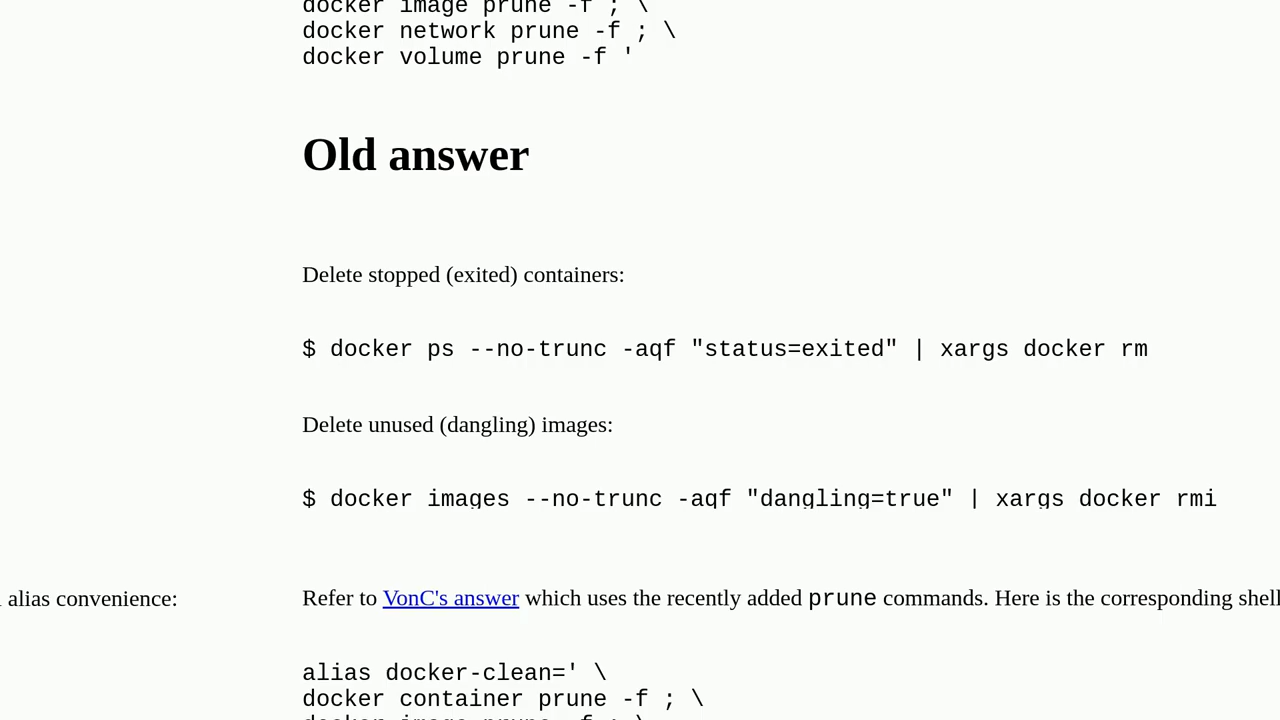 docker image prune -f ; \
docker network prune -f ; \
docker volume prune -f '
Old answer
Delete stopped (exited) containers:
$ docker ps --no-trunc -aqf "status=exited" | xargs docker rm
Delete unused (dangling) images:
$ docker images --no-trunc -aqf "dangling=true" | xargs docker rmi
alias convenience:
Refer to VonC's answer which uses the recently added prune commands. Here is the corresponding shell
alias docker-clean=' \
docker container prune -f ; \
docker image prune -f ; \